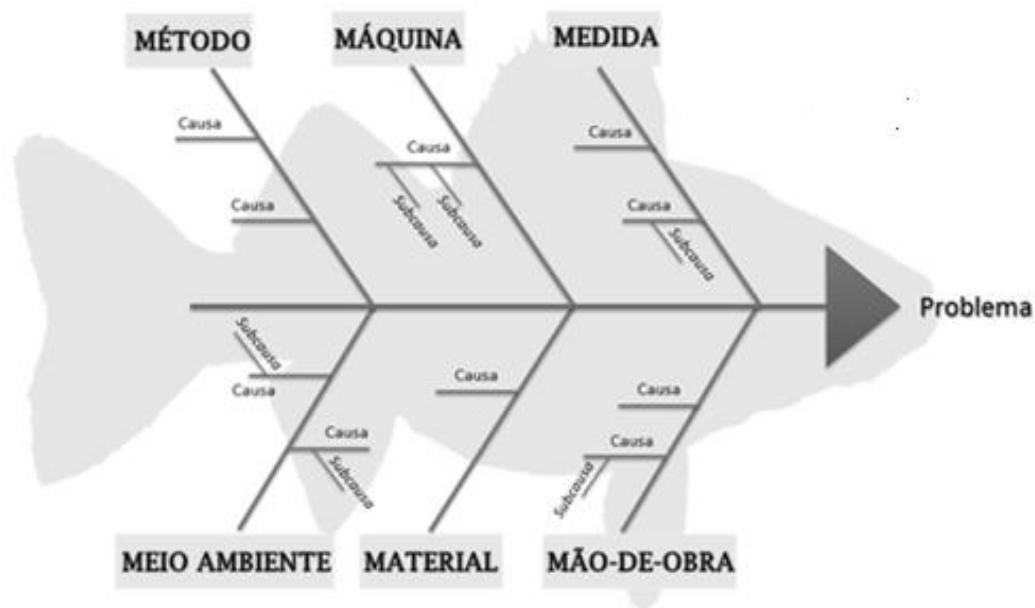 MÉTODO
MÁQUINA
MEDIDA
Causa
Causa
Causa
Subcausa
Subcausa
Causa
Causa
Subcausa
Problema
Subcausa
Causa
Causa
Subcausa
Causa
Causa
Causa
Subcausa
MEIO AMBIENTE
MATERIAL
MÃO-DE-OBRA